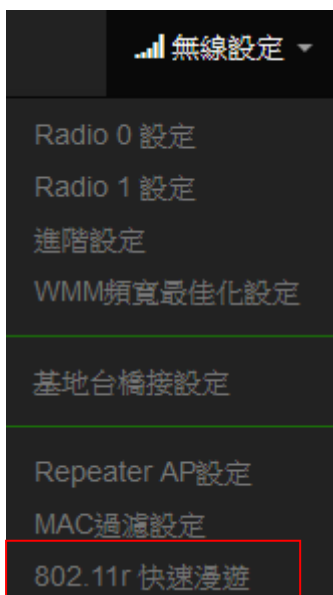 無線設定
Radio 0 設定
Radio 1 設定
進階設定
WMM頻寬最佳化設定
基地台橋接設定
Repeater AP設定
MAC過濾設定
802.11r 快速漫遊